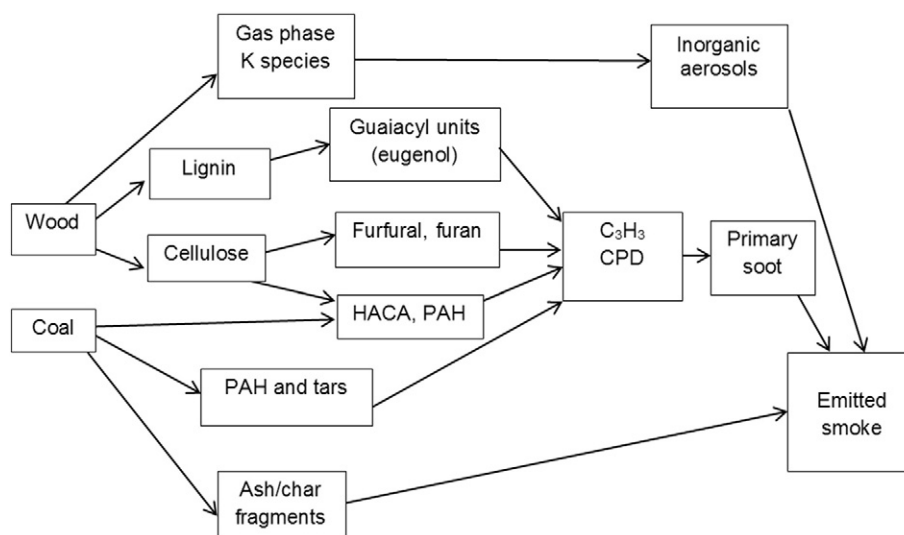 Gas phase
K species
Inorganic
aerosols
Guaiacyl units
(eugenol)
Lignin
Wood
Cellulose
Furfural, furan
C₃H₃
CPD
Primary
soot
HACA, PAH
Coal
PAH and tars
Emitted
smoke
Ash/char
fragments